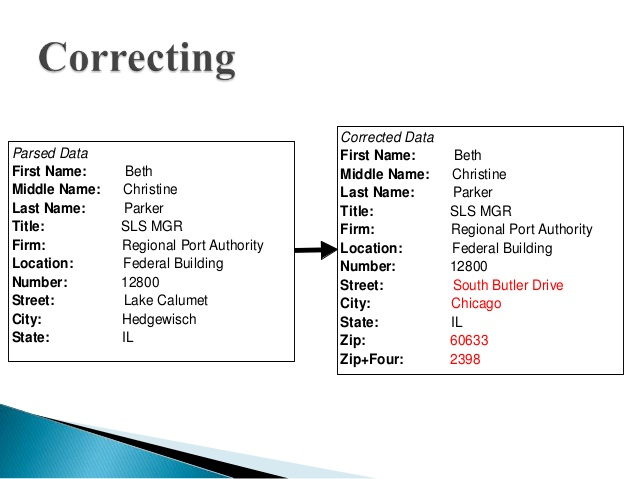 Correcting
Parsed Data
First Name: Beth
Middle Name: Christine
Last Name: Parker
Title: SLS MGR
Firm: Regional Port Authority
Location: Federal Building
Number: 12800
Street: Lake Calumet
City: Hedgewisch
State: IL
Corrected Data
First Name: Beth
Middle Name: Christine
Last Name: Parker
Title: SLS MGR
Firm: Regional Port Authority
Location: Federal Building
Number: 12800
Street: South Butler Drive
City: Chicago
State: IL
Zip: 60633
Zip+Four: 2398